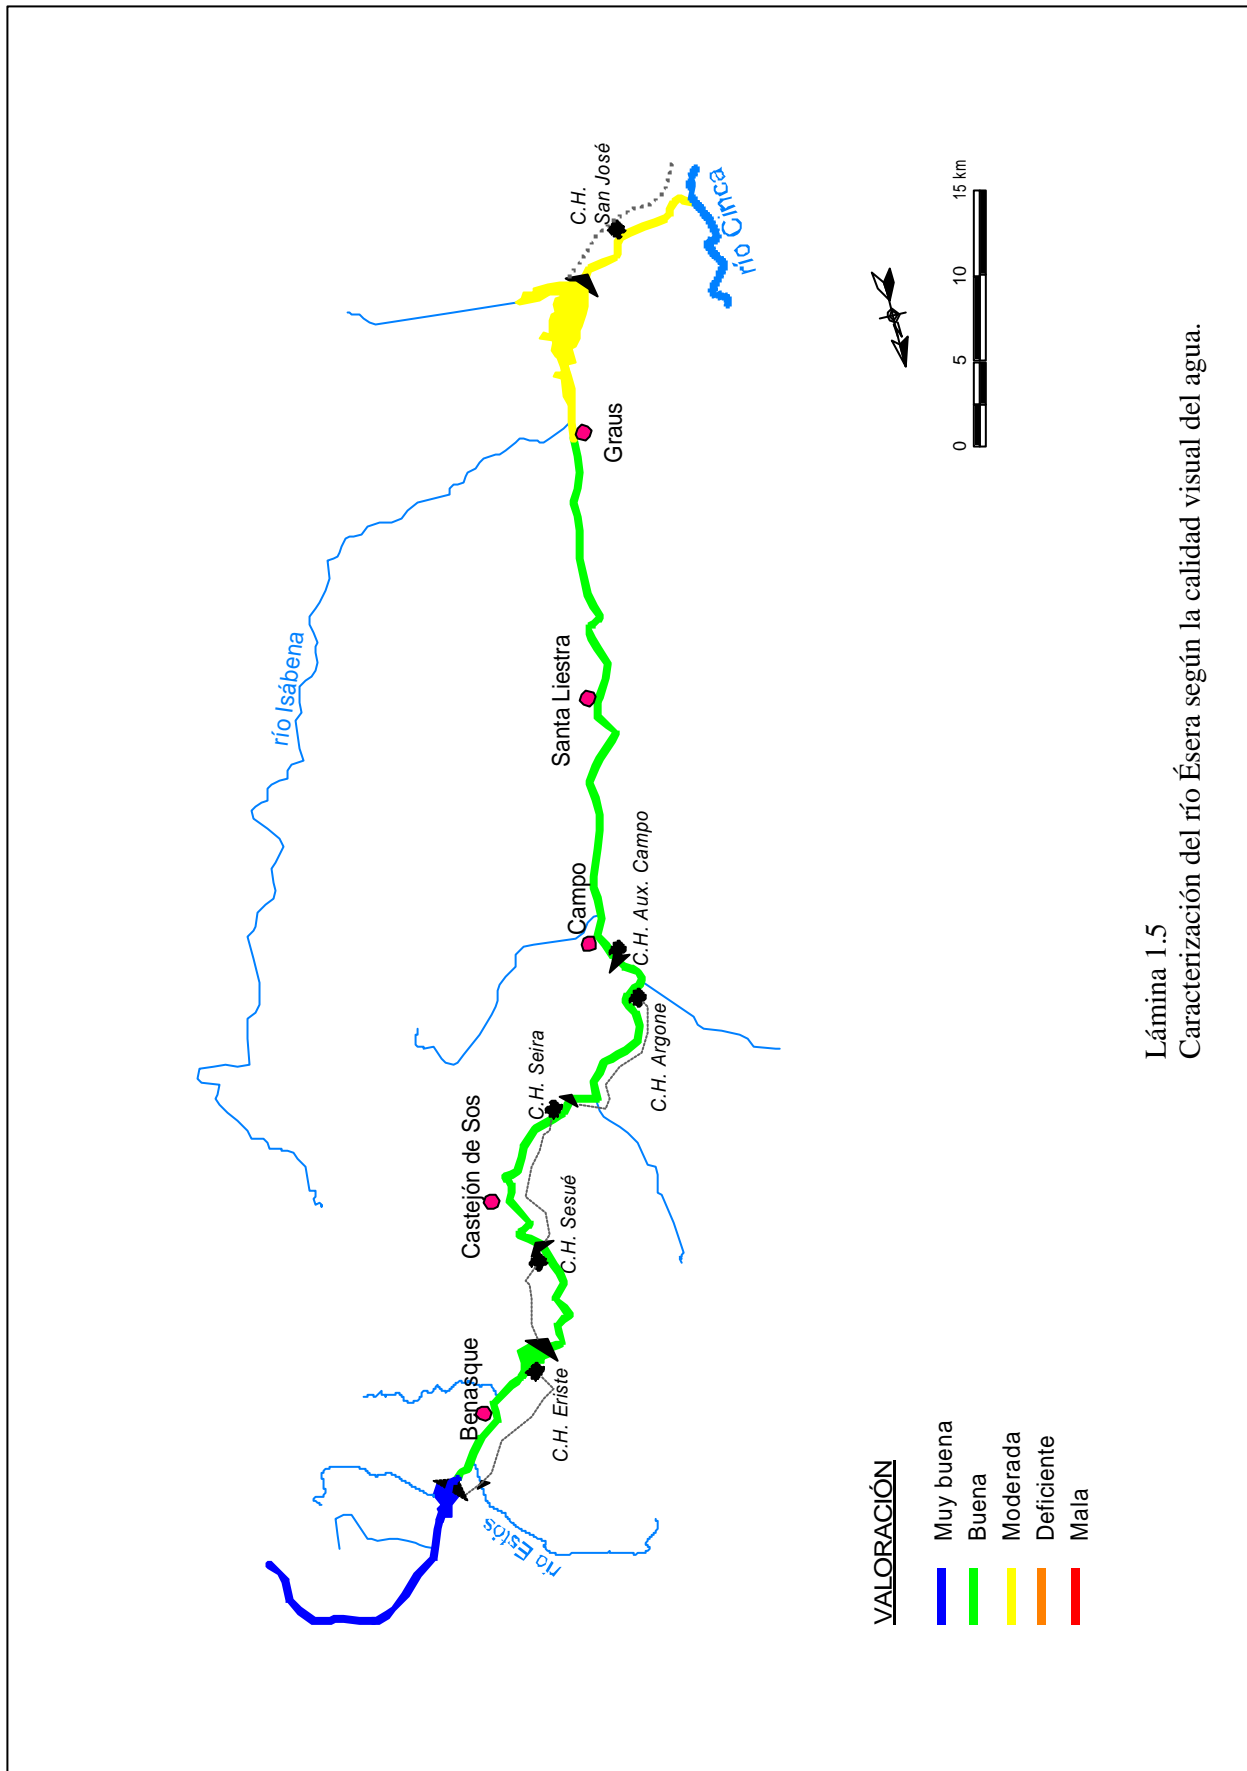 río Estós
Benasque
C.H. Eriste
Castejón de Sos
C.H. Sesué
C.H. Seira
C.H. Argone
Campo
C.H. Aux. Campo
río Isábena
Santa Liestra
Graus
C.H.
San José
río Cinca
VALORACIÓN
Muy buena
Buena
Moderada
Deficiente
Mala
0 5 10 15 km
Lámina 1.5
Caracterización del río Ésera según la calidad visual del agua.